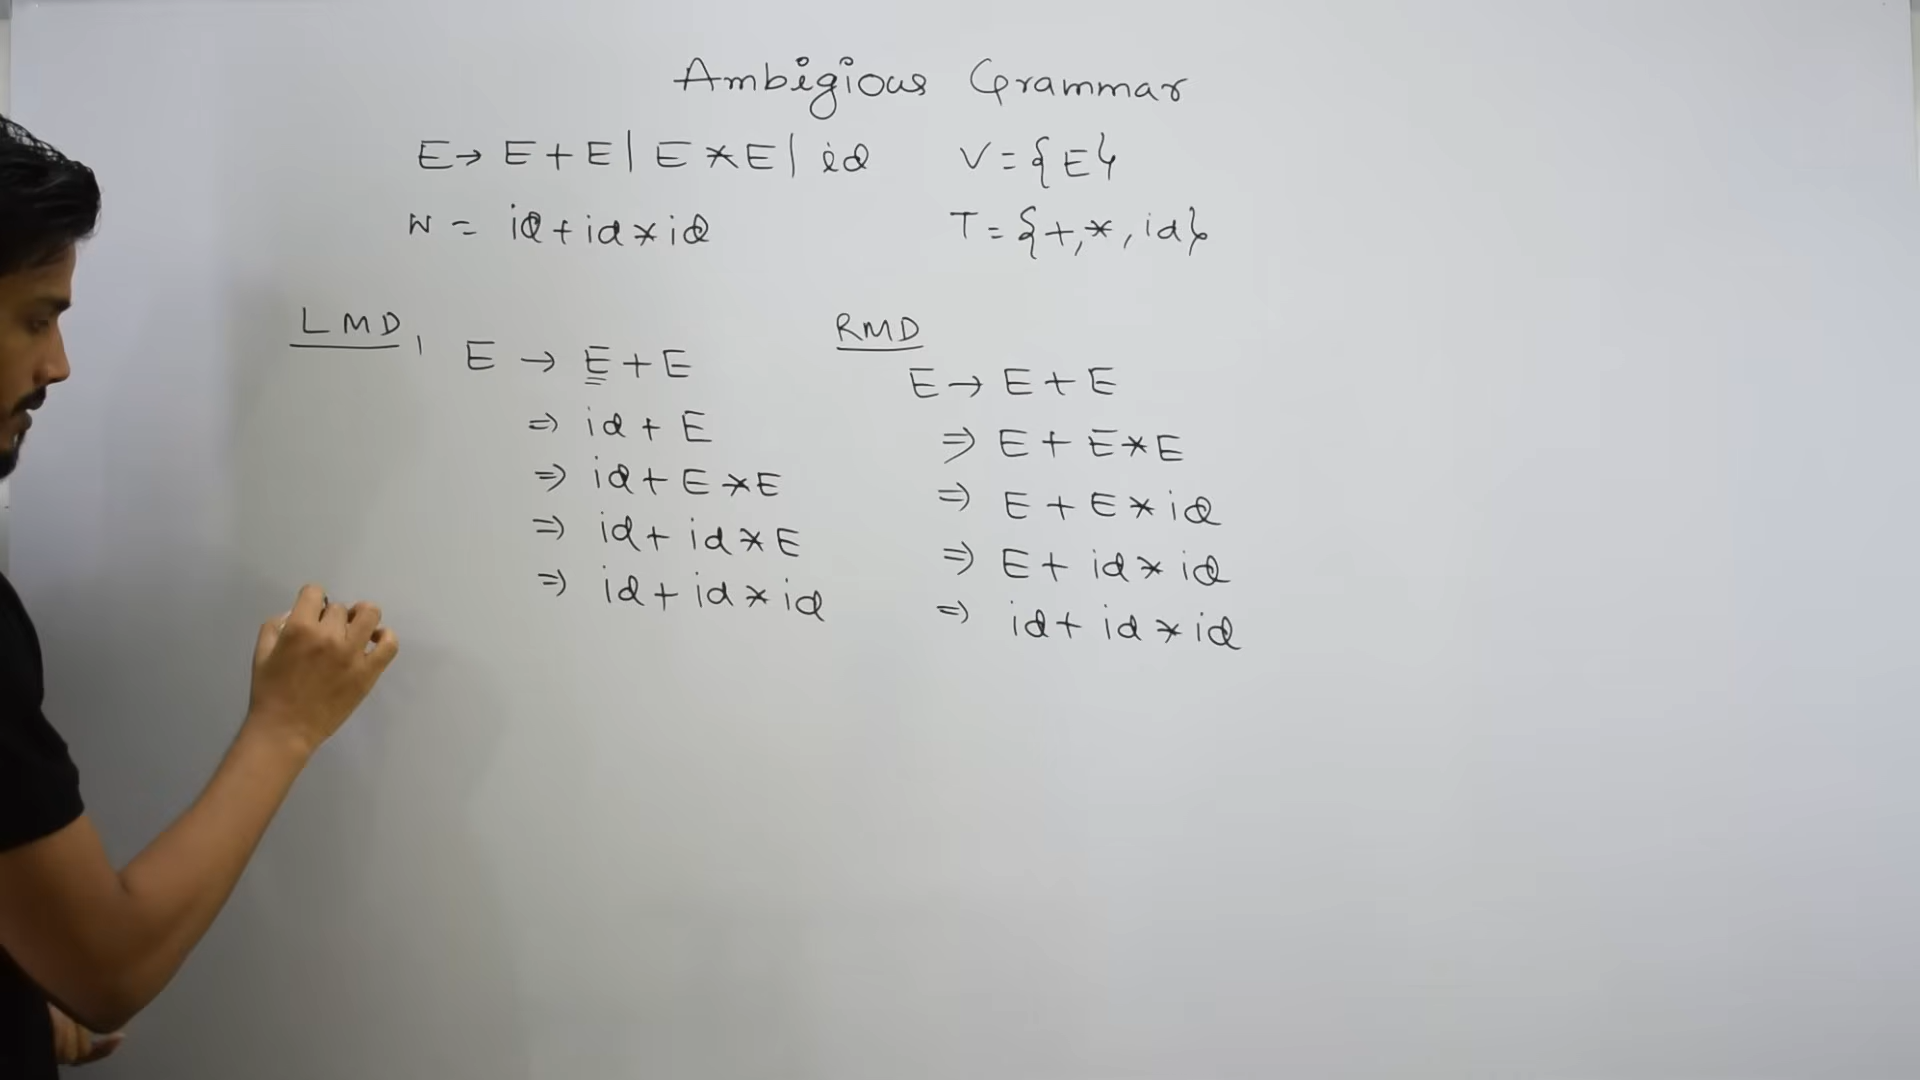 Ambigious Grammar
E → E + E | E * E | id V = { E }
W = id + id * id T = { +, *, id }
LMD 1
E → E + E
⇒ id + E
⇒ id + E * E
⇒ id + id * E
⇒ id + id * id
RMD
E → E + E
⇒ E + E * E
⇒ E + E * id
⇒ E + id * id
⇒ id + id * id